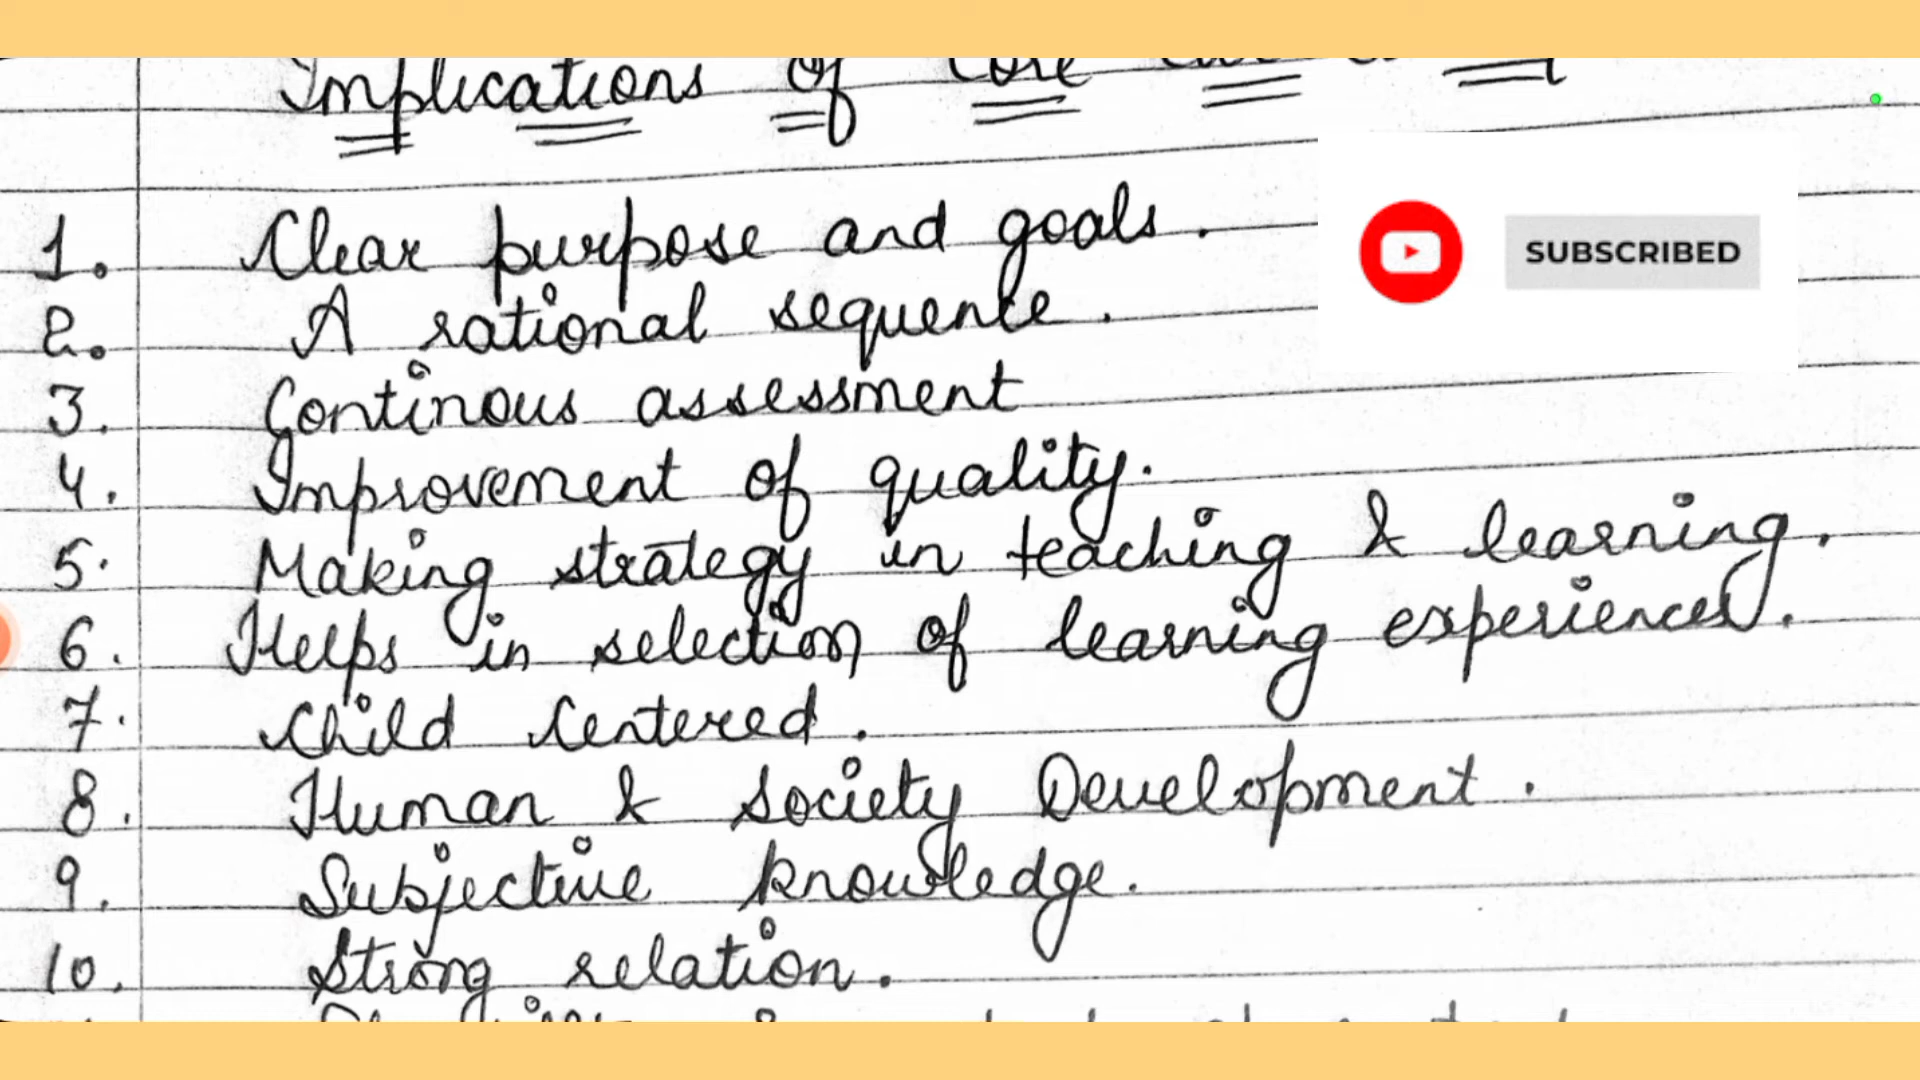 Implications of Core
1. Clear purpose and goals.
SUBSCRIBED
2. A rational sequence.
3. Continous assessment
4. Improvement of quality.
5. Making strategy in teaching & learning.
6. Helps in selection of learning experiences.
7. Child Centered.
8. Human & Society Development.
9. Subjective knowledge.
10. Strong relation.